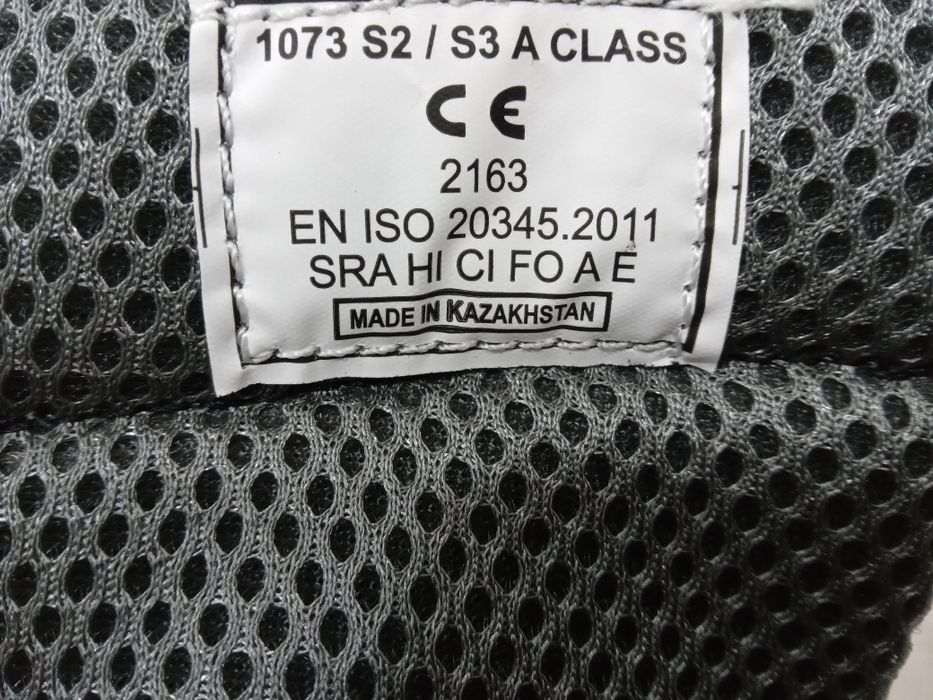 1073 S2 / S3 A CLASS
CE
2163
EN ISO 20345.2011
SRA HI CI FO A E
MADE IN KAZAKHSTAN